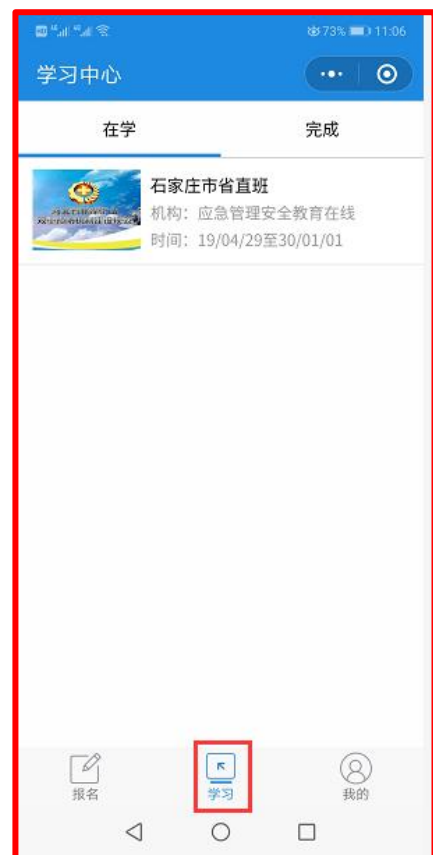 73% 11:06
学习中心
在学 完成
石家庄市省直班
机构：应急管理安全教育在线
时间：19/04/29至30/01/01
报名 学习 我的